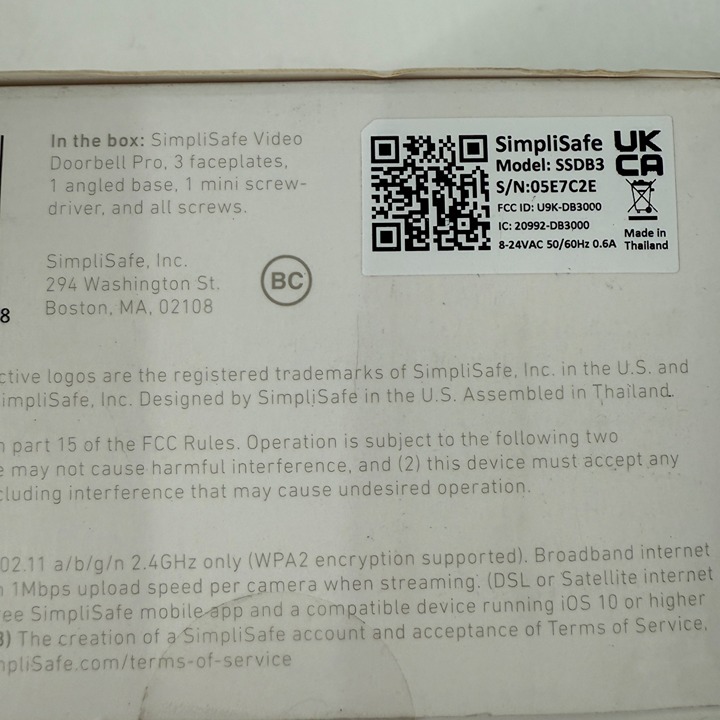 In the box: SimpliSafe Video
Doorbell Pro, 3 faceplates,
1 angled base, 1 mini screw-
driver, and all screws.
SimpliSafe, Inc.
294 Washington St.
Boston, MA, 02108
BC
8
SimpliSafe
Model: SSDB3
S/N:05E7C2E
FCC ID: U9K-DB3000
IC: 20992-DB3000
8-24VAC 50/60Hz 0.6A
UK
CA
Made in
Thailand
ctive logos are the registered trademarks of SimpliSafe, Inc. in the U.S. and
impliSafe, Inc. Designed by SimpliSafe in the U.S. Assembled in Thailand.
part 15 of the FCC Rules. Operation is subject to the following two
e may not cause harmful interference, and (2) this device must accept any
cluding interference that may cause undesired operation.
02.11 a/b/g/n 2.4GHz only (WPA2 encryption supported). Broadband internet
1Mbps upload speed per camera when streaming. (DSL or Satellite internet
ree SimpliSafe mobile app and a compatible device running iOS 10 or higher
3) The creation of a SimpliSafe account and acceptance of Terms of Service.
mpliSafe.com/terms-of-service